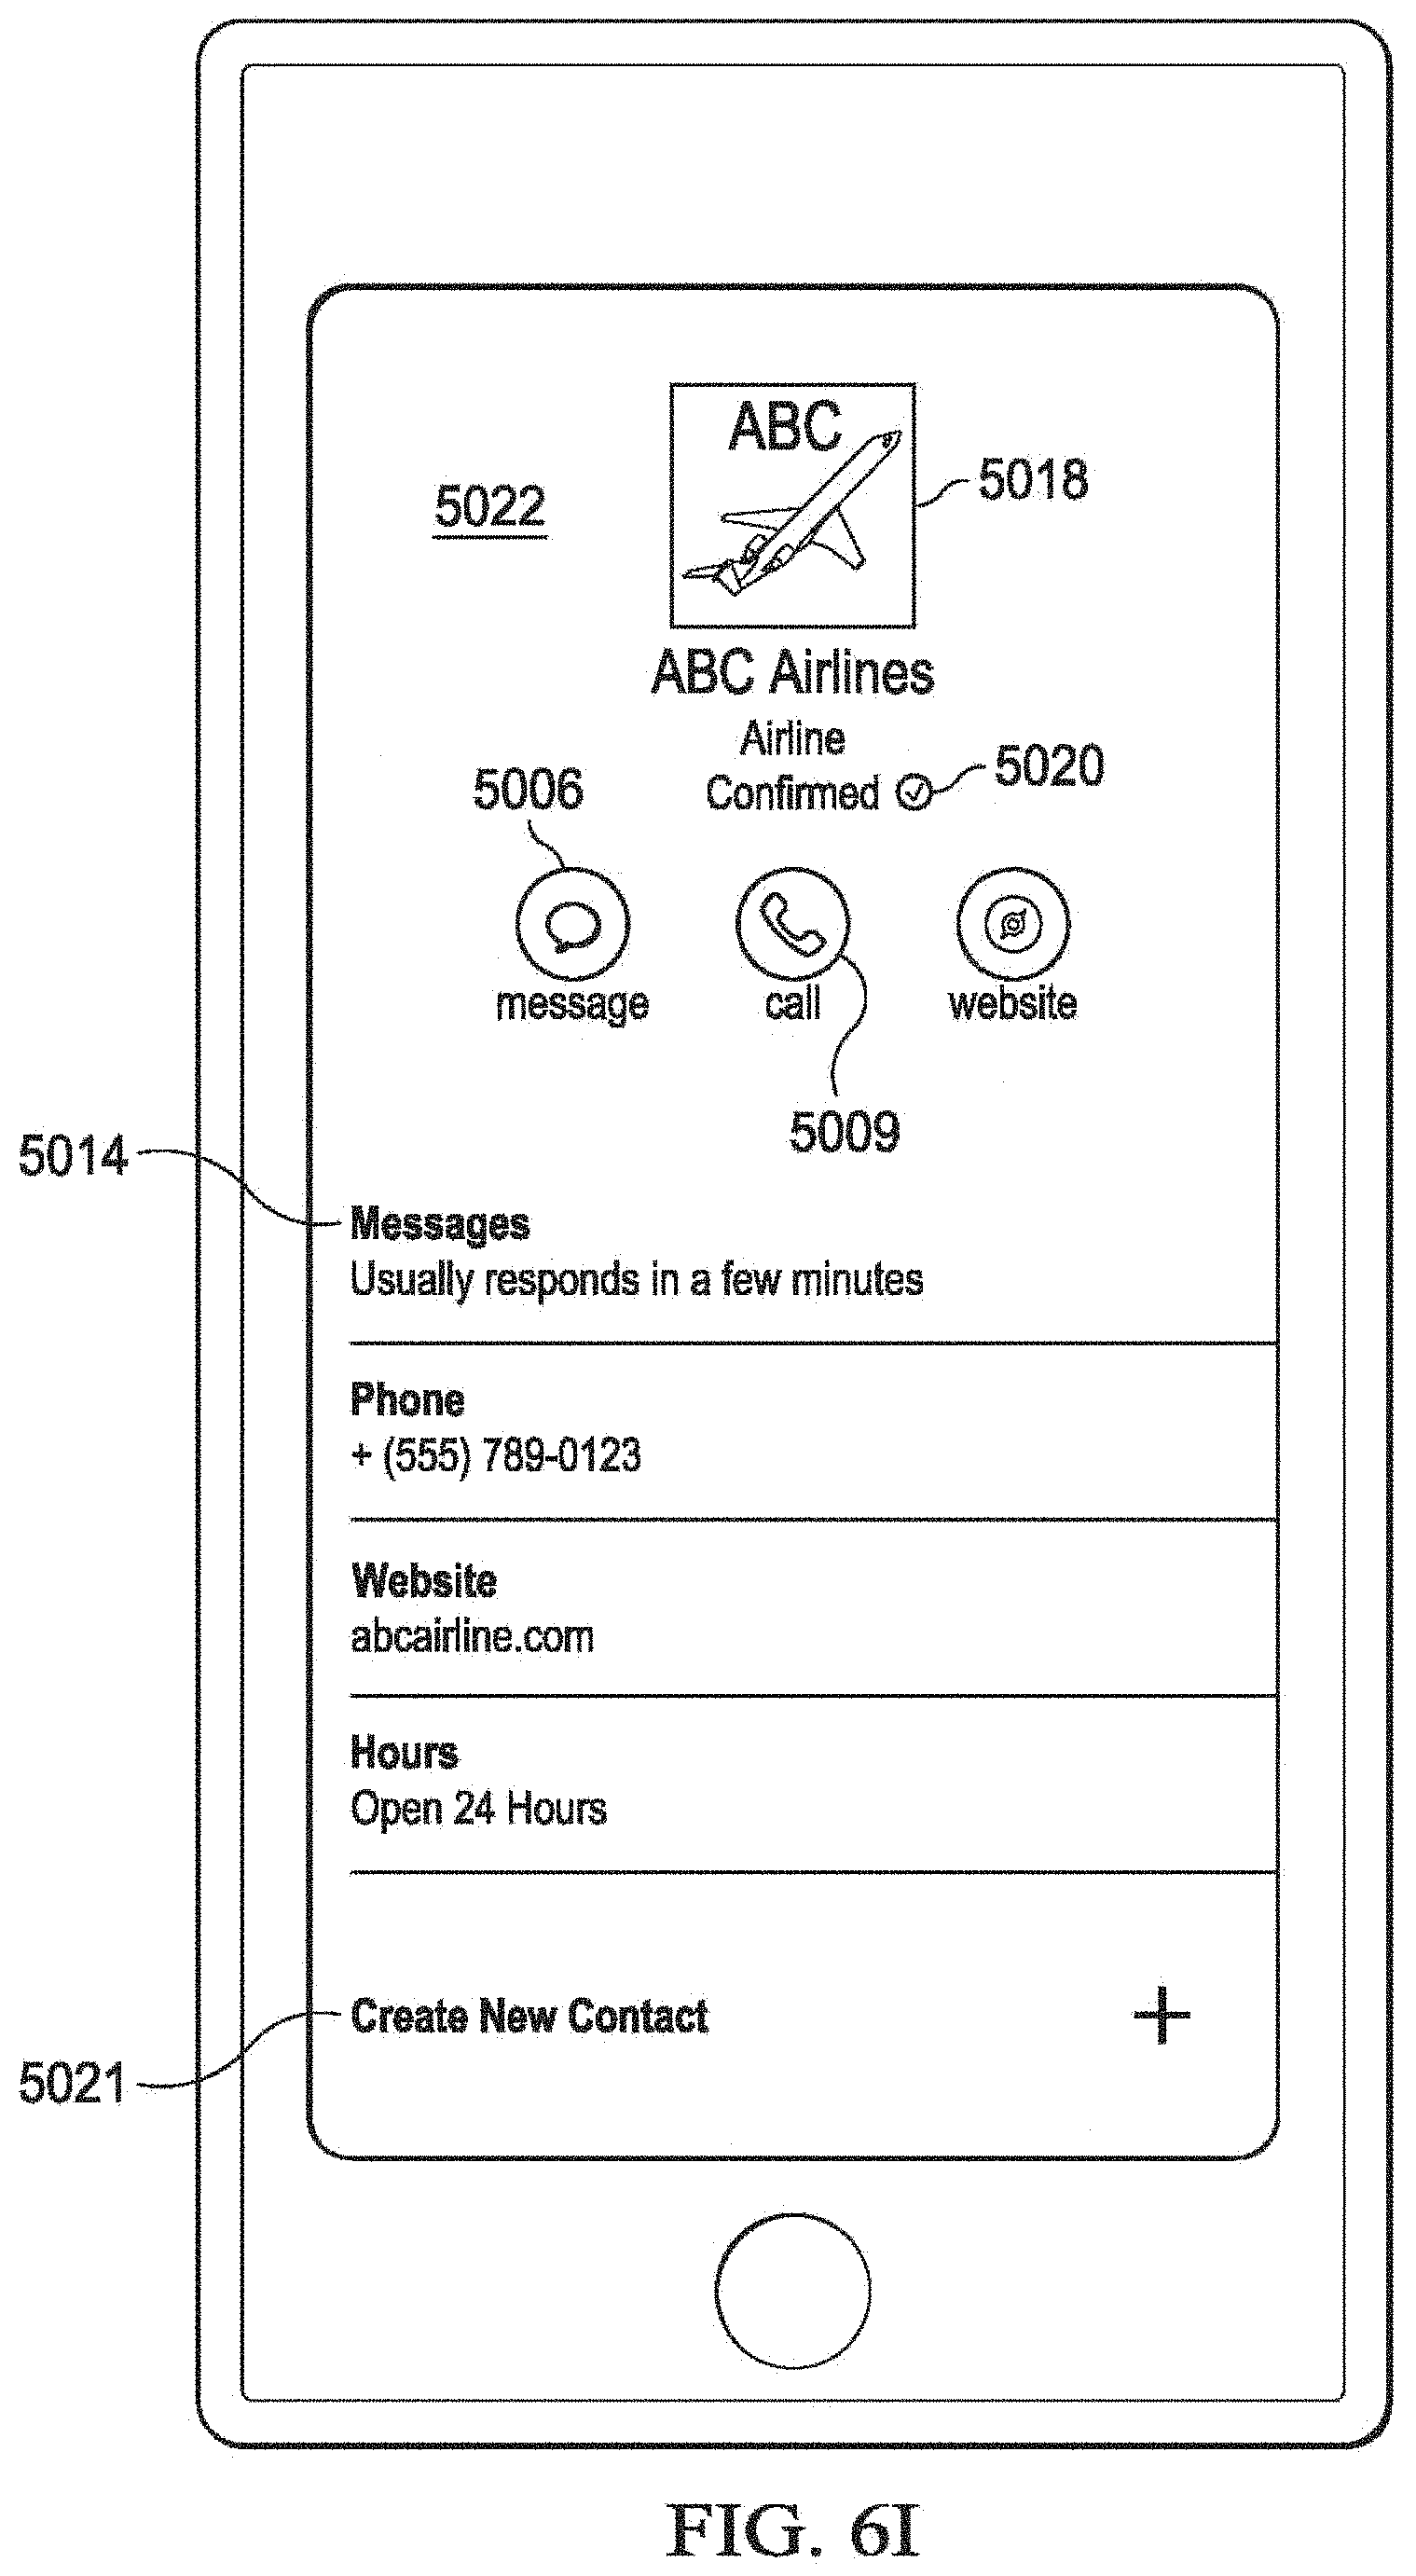 ABC
5022
5018
ABC Airlines
Airline
Confirmed
5020
5006
message
call
website
5009
5014
Messages
Usually responds in a few minutes
Phone
+ (555) 789-0123
Website
abcairline.com
Hours
Open 24 Hours
Create New Contact
5021
FIG. 6I